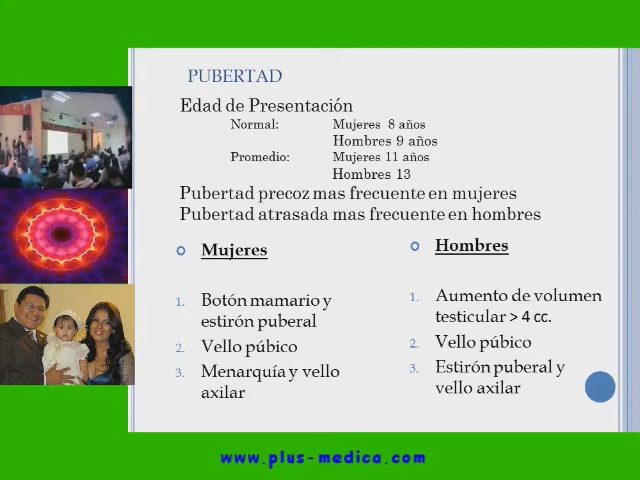 PUBERTAD
Edad de Presentación
Normal: Mujeres 8 años
Hombres 9 años
Promedio: Mujeres 11 años
Hombres 13
Pubertad precoz mas frecuente en mujeres
Pubertad atrasada mas frecuente en hombres
Mujeres
1. Botón mamario y
estirón puberal
2. Vello púbico
3. Menarquía y vello
axilar
Hombres
1. Aumento de volumen
testicular > 4 cc.
2. Vello púbico
3. Estirón puberal y
vello axilar
www.plus-medica.com